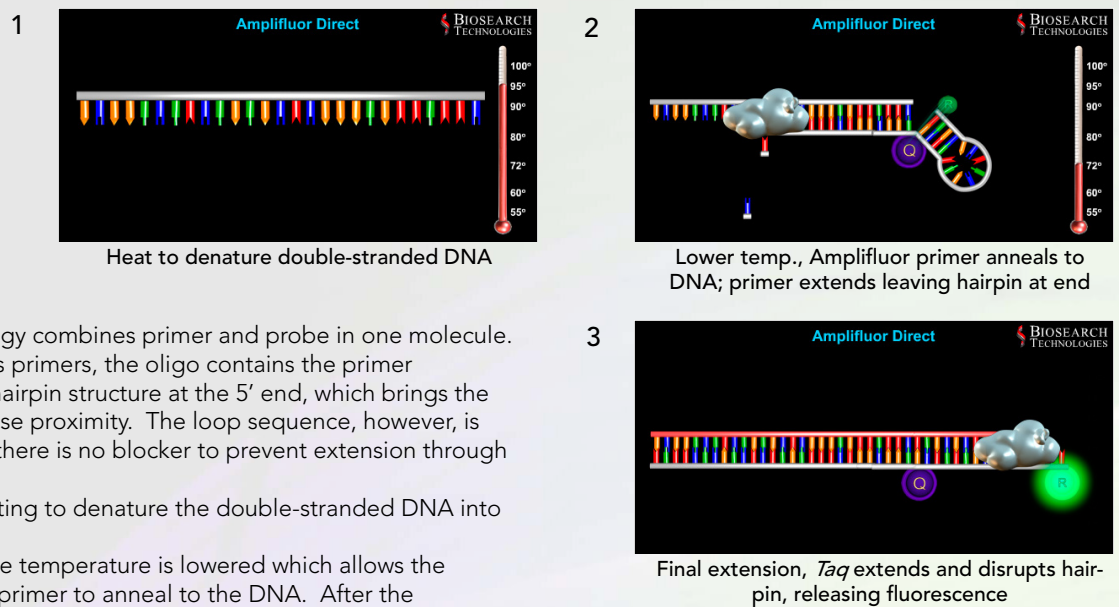 1
Amplifluor Direct
BIOSEARCH
TECHNOLOGIES
100°
95°
90°
80°
72°
60°
55°
Heat to denature double-stranded DNA
2
Amplifluor Direct
BIOSEARCH
TECHNOLOGIES
R
Q
100°
95°
90°
80°
72°
60°
55°
Lower temp., Amplifluor primer anneals to
DNA; primer extends leaving hairpin at end
gy combines primer and probe in one molecule.
s primers, the oligo contains the primer
hairpin structure at the 5’ end, which brings the
se proximity. The loop sequence, however, is
there is no blocker to prevent extension through
ting to denature the double-stranded DNA into
e temperature is lowered which allows the
primer to anneal to the DNA. After the
3
Amplifluor Direct
BIOSEARCH
TECHNOLOGIES
Q
R
Final extension, Taq extends and disrupts hair-
pin, releasing fluorescence